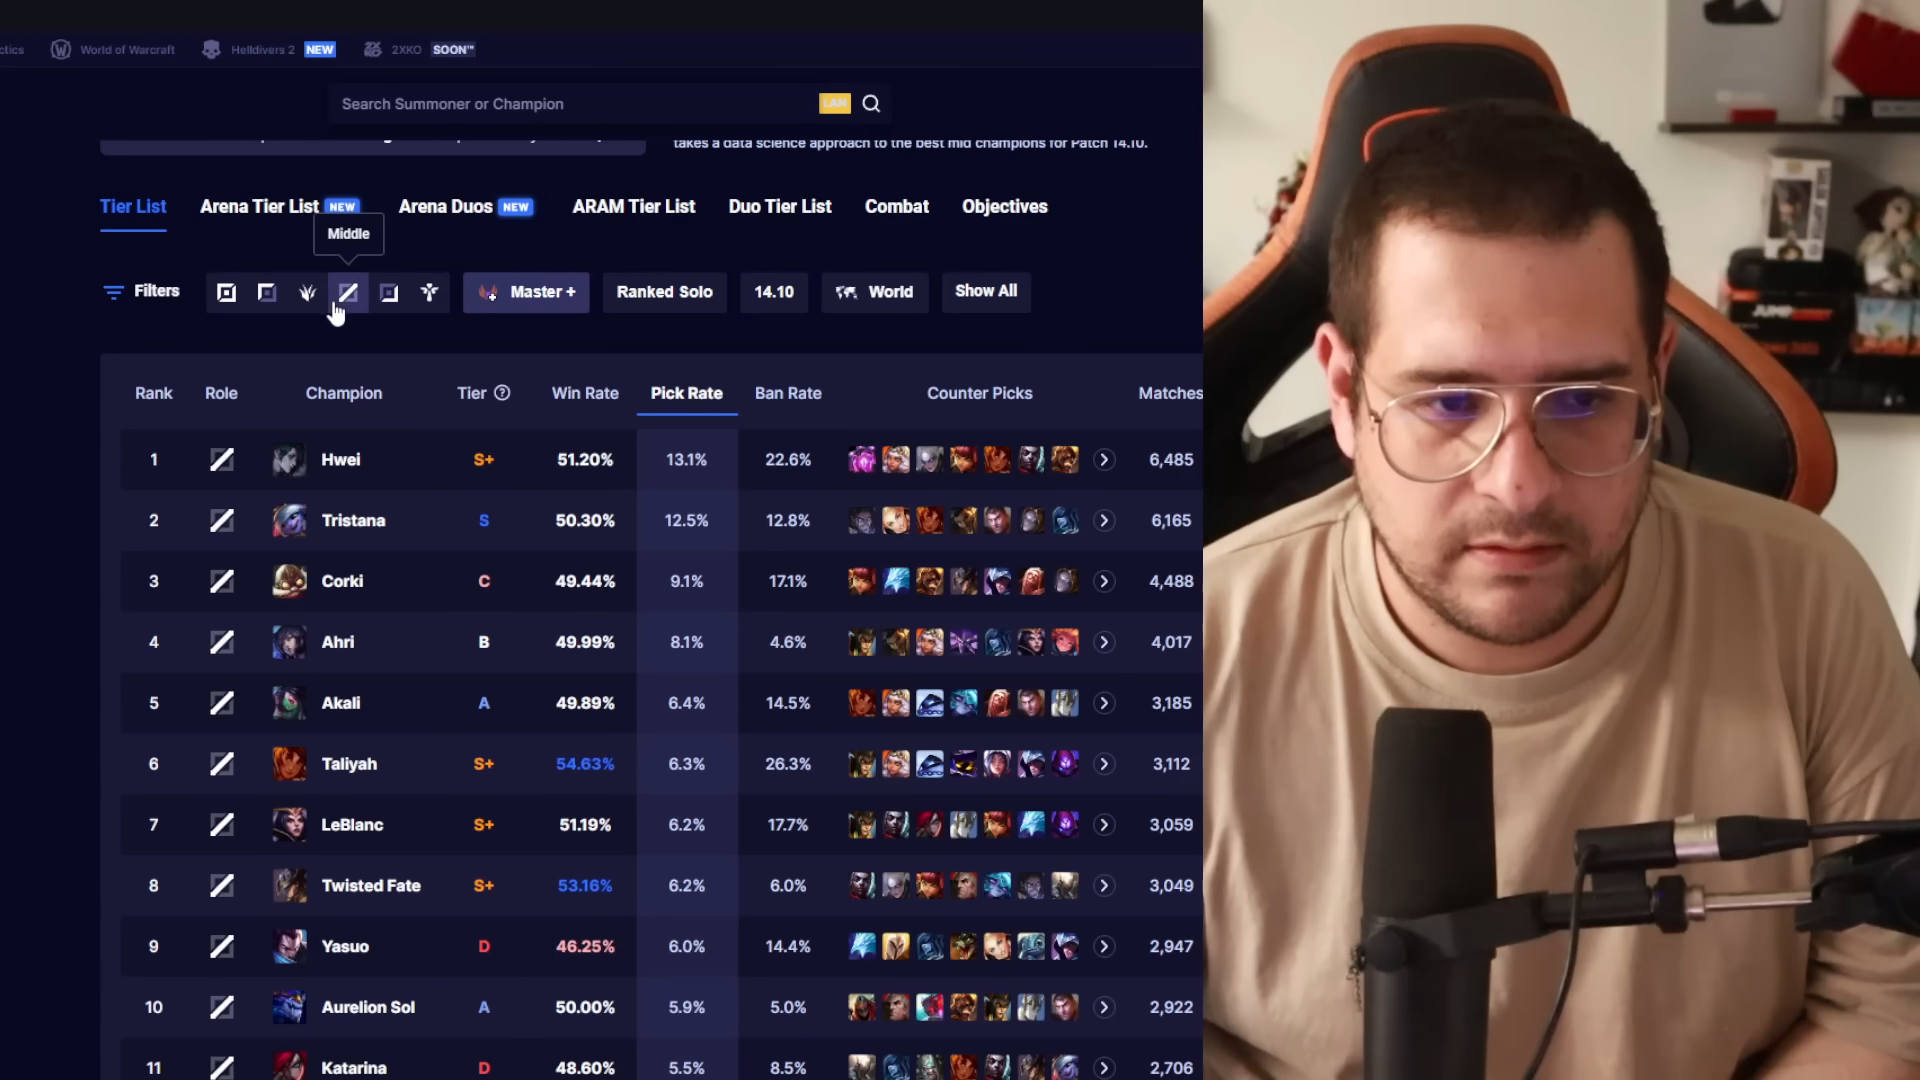 ctics World of Warcraft Helldivers 2 NEW 2XKO SOON™
Search Summoner or Champion LAN
takes a data science approach to the best mid champions for Patch 14.10.
Tier List Arena Tier List NEW Arena Duos NEW ARAM Tier List Duo Tier List Combat Objectives
Middle
Filters Master + Ranked Solo 14.10 World Show All
Rank Role Champion Tier ? Win Rate Pick Rate Ban Rate Counter Picks Matches
1 Hwei S+ 51.20% 13.1% 22.6% 6,485
2 Tristana S 50.30% 12.5% 12.8% 6,165
3 Corki C 49.44% 9.1% 17.1% 4,488
4 Ahri B 49.99% 8.1% 4.6% 4,017
5 Akali A 49.89% 6.4% 14.5% 3,185
6 Taliyah S+ 54.63% 6.3% 26.3% 3,112
7 LeBlanc S+ 51.19% 6.2% 17.7% 3,059
8 Twisted Fate S+ 53.16% 6.2% 6.0% 3,049
9 Yasuo D 46.25% 6.0% 14.4% 2,947
10 Aurelion Sol A 50.00% 5.9% 5.0% 2,922
11 Katarina D 48.60% 5.5% 8.5% 2,706